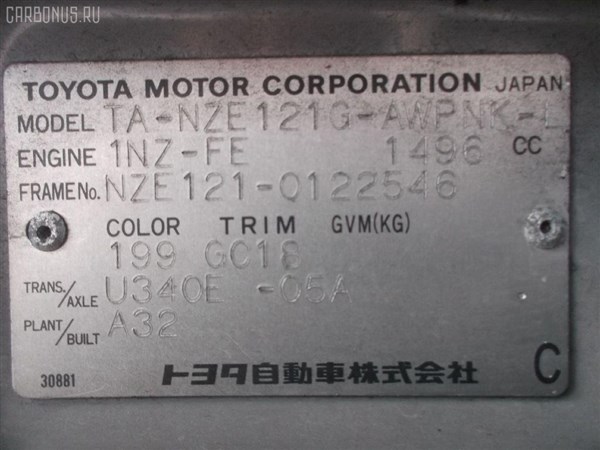 CARBONUS.RU
TOYOTA MOTOR CORPORATION JAPAN
MODEL TA-NZE121G-AWPNK-L
ENGINE 1NZ-FE 1496 CC
FRAME No. NZE121-0122546
COLOR TRIM GVM(KG)
199 GC18
TRANS./AXLE U340E -05A
PLANT/BUILT A32
30881 トヨタ自動車株式会社 C